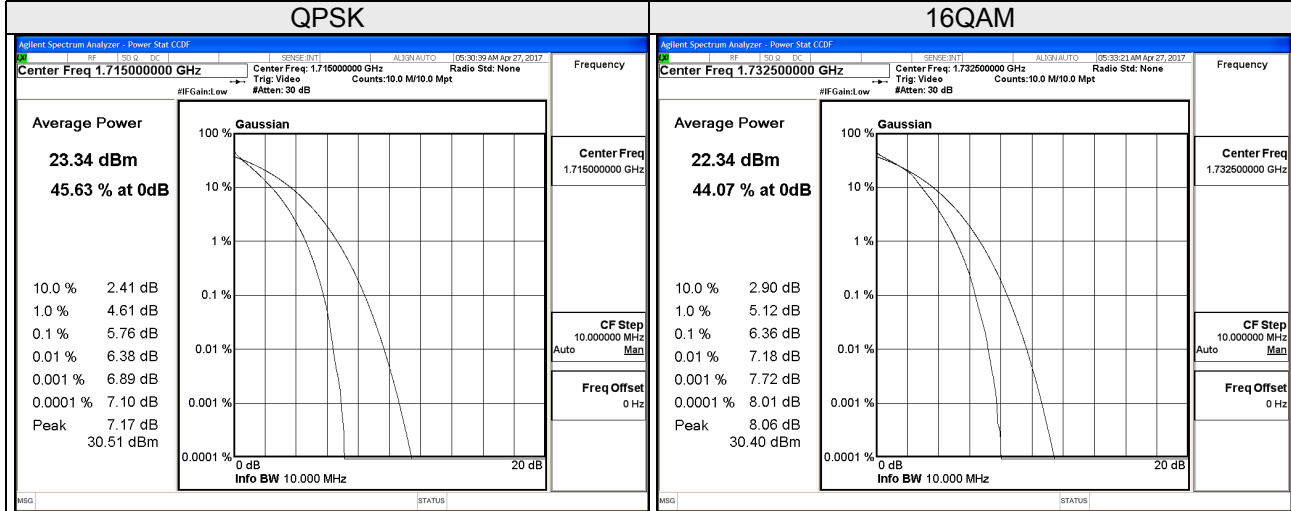 QPSK
Agilent Spectrum Analyzer - Power Stat CCDF
RF 50 Ω DC SENSE:INT ALIGN AUTO 05:30:39 AM Apr 27, 2017
Center Freq 1.715000000 GHz
Center Freq: 1.715000000 GHz Radio Std: None
Trig: Video Counts:10.0 M/10.0 Mpt
#IFGain:Low #Atten: 30 dB
Frequency
Average Power
23.34 dBm
45.63 % at 0dB
10.0 % 2.41 dB
1.0 % 4.61 dB
0.1 % 5.76 dB
0.01 % 6.38 dB
0.001 % 6.89 dB
0.0001 % 7.10 dB
Peak 7.17 dB
30.51 dBm
Gaussian
100 %
10 %
1 %
0.1 %
0.01 %
0.001 %
0.0001 %
0 dB 20 dB
Info BW 10.000 MHz
Center Freq
1.715000000 GHz
CF Step
10.000000 MHz
Auto Man
Freq Offset
0 Hz
MSG STATUS
16QAM
Agilent Spectrum Analyzer - Power Stat CCDF
RF 50 Ω DC SENSE:INT ALIGN AUTO 05:33:21 AM Apr 27, 2017
Center Freq 1.732500000 GHz
Center Freq: 1.732500000 GHz Radio Std: None
Trig: Video Counts:10.0 M/10.0 Mpt
#IFGain:Low #Atten: 30 dB
Frequency
Average Power
22.34 dBm
44.07 % at 0dB
10.0 % 2.90 dB
1.0 % 5.12 dB
0.1 % 6.36 dB
0.01 % 7.18 dB
0.001 % 7.72 dB
0.0001 % 8.01 dB
Peak 8.06 dB
30.40 dBm
Gaussian
100 %
10 %
1 %
0.1 %
0.01 %
0.001 %
0.0001 %
0 dB 20 dB
Info BW 10.000 MHz
Center Freq
1.732500000 GHz
CF Step
10.000000 MHz
Auto Man
Freq Offset
0 Hz
MSG STATUS